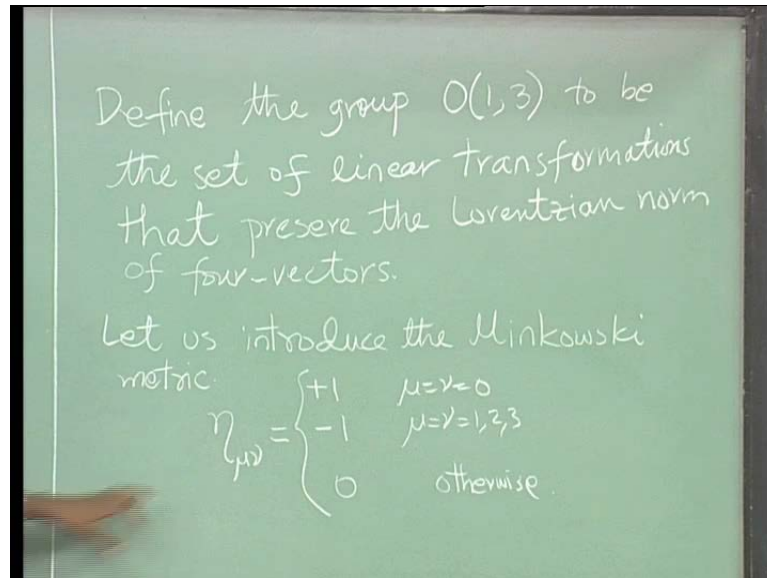 Define the group O(1,3) to be
the set of linear transformations
that presere the Lorentzian norm
of four-vectors.
Let us introduce the Minkowski
metric.
η_μν = { +1 μ=ν=0
-1 μ=ν=1,2,3
0 otherwise.